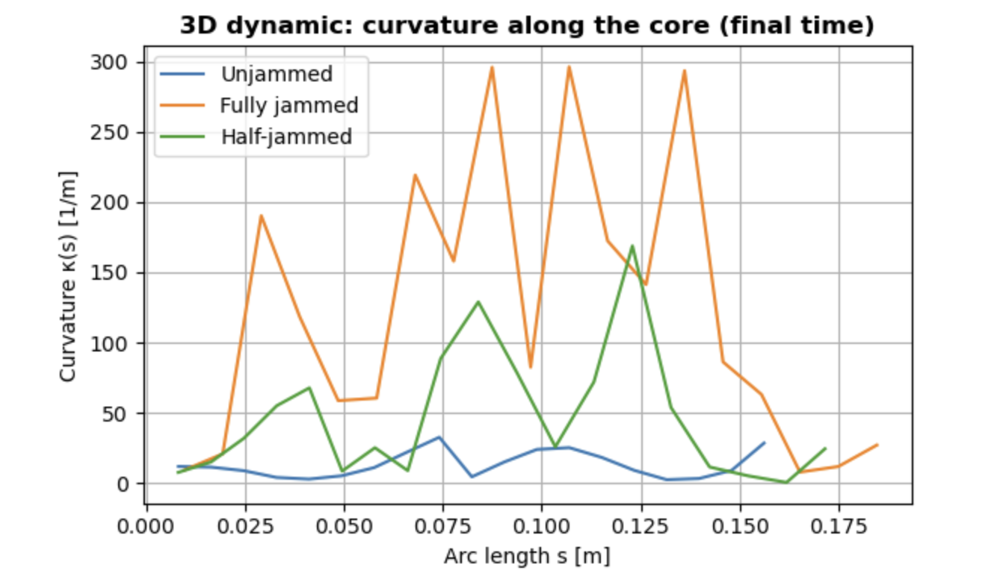 3D dynamic: curvature along the core (final time)
Unjammed
Fully jammed
Half-jammed
300
250
200
150
100
50
0
Curvature κ(s) [1/m]
0.000 0.025 0.050 0.075 0.100 0.125 0.150 0.175
Arc length s [m]